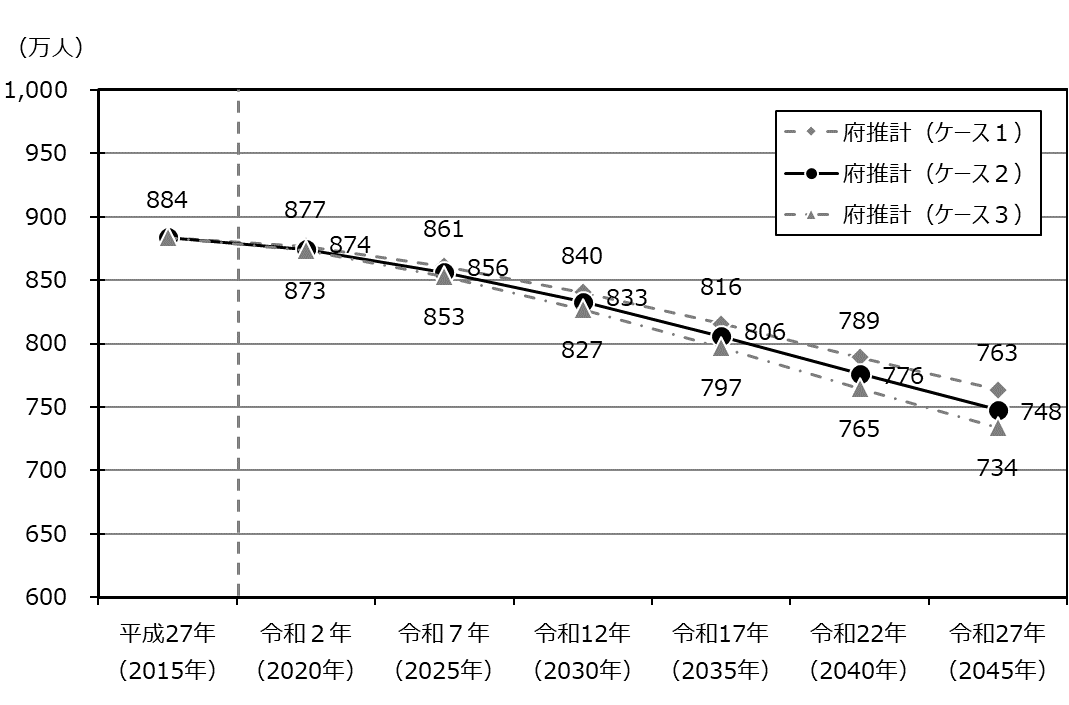 （万人）
1,000
950
900
850
800
750
700
650
600
府推計（ケース１）
府推計（ケース２）
府推計（ケース３）
884
877
874
873
861
856
853
840
833
827
816
806
797
789
776
765
763
748
734
平成27年
（2015年）
令和２年
（2020年）
令和７年
（2025年）
令和12年
（2030年）
令和17年
（2035年）
令和22年
（2040年）
令和27年
（2045年）